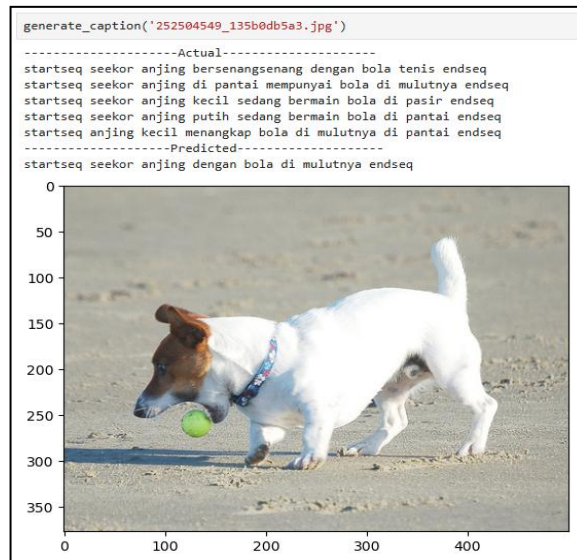 generate_caption('252504549_135b0db5a3.jpg')
---------------------Actual---------------------
startseq seekor anjing bersenangsenang dengan bola tenis endseq
startseq seekor anjing di pantai mempunyai bola di mulutnya endseq
startseq seekor anjing kecil sedang bermain bola di pasir endseq
startseq seekor anjing putih sedang bermain bola di pantai endseq
startseq anjing kecil menangkap bola di mulutnya di pantai endseq
--------------------Predicted--------------------
startseq seekor anjing dengan bola di mulutnya endseq
0
50
100
150
200
250
300
350
0 100 200 300 400